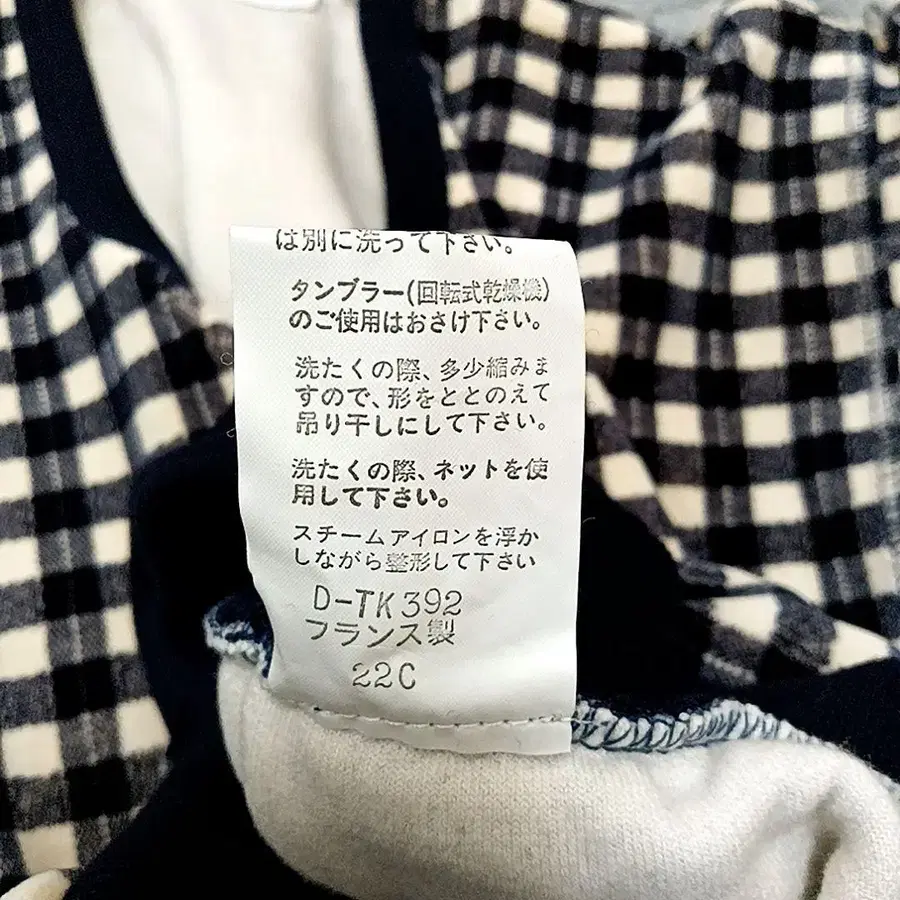 は別に洗って下さい。
タンブラー(回転式乾燥機)
のご使用はおさけ下さい。
洗たくの際、多少縮みま
すので、形をととのえて
吊り干しにして下さい。
洗たくの際、ネットを使
用して下さい。
スチームアイロンを浮か
しながら整形して下さい
D-TK392
フランス製
22C